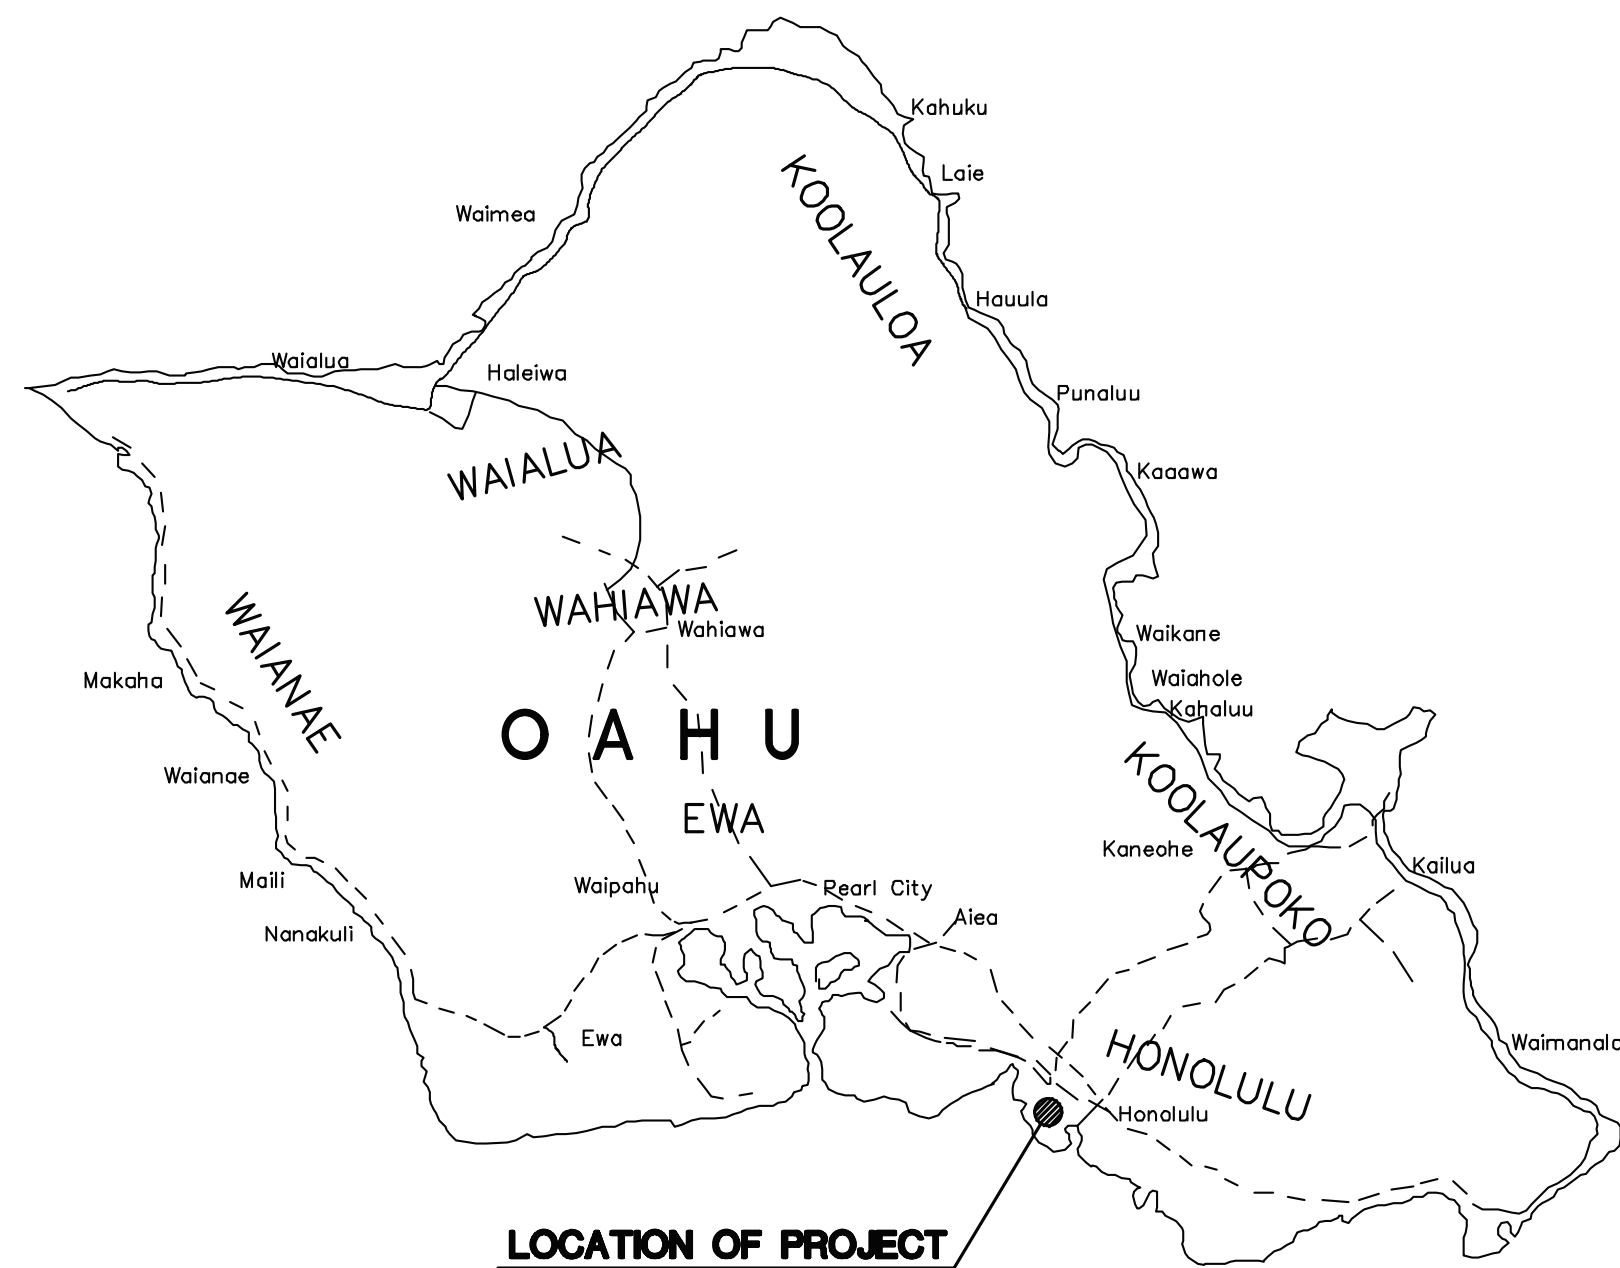 Kahuku
Laie
KOOLAULOA
Waimea
Hauula
Waialua
Haleiwa
Punaluu
WAIALUA
Kaaawa
WAHIAWA
Wahiawa
WAIANAE
Waikane
Makaha
Waiahole
Kahaluu
OAHU
KOOLAUPOKO
Waianae
EWA
Kaneohe
Kailua
Maili
Waipahu
Pearl City
Aiea
Nanakuli
Ewa
HONOLULU
Waimanalo
Honolulu
LOCATION OF PROJECT